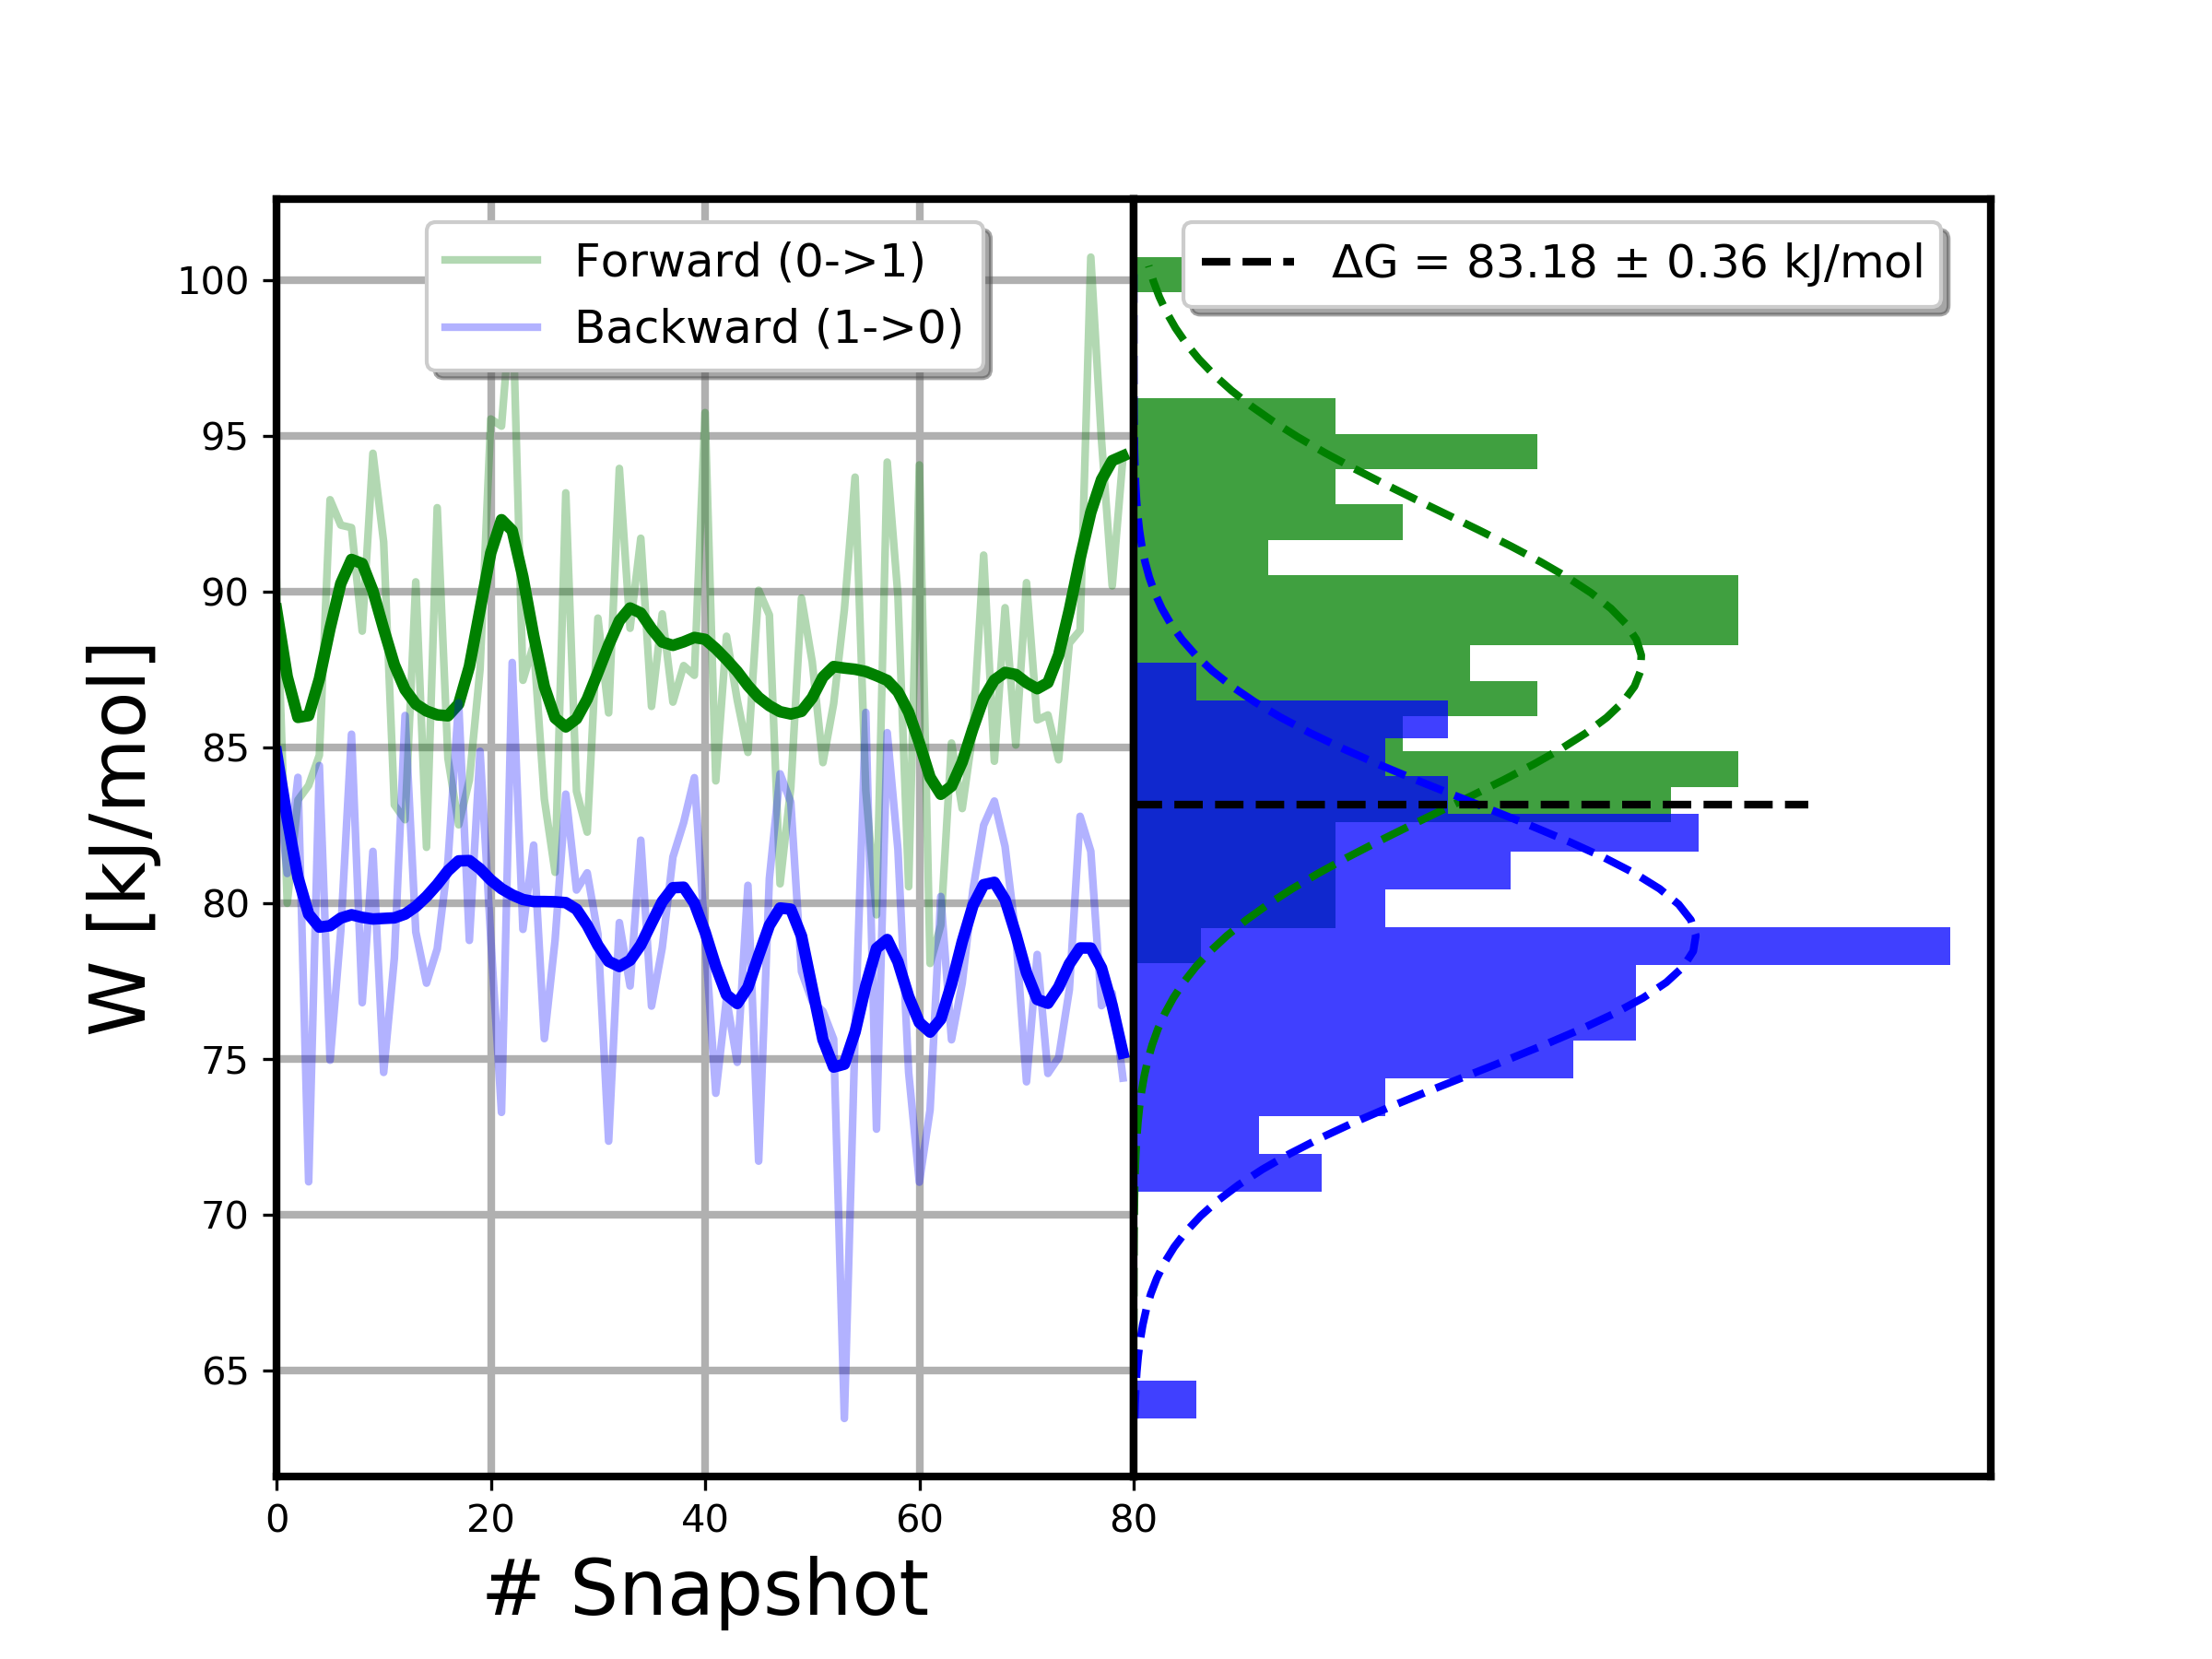 W [kJ/mol]
100
95
90
85
80
75
70
65
Forward (0->1)
Backward (1->0)
ΔG = 83.18 ± 0.36 kJ/mol
0 20 40 60 80
# Snapshot